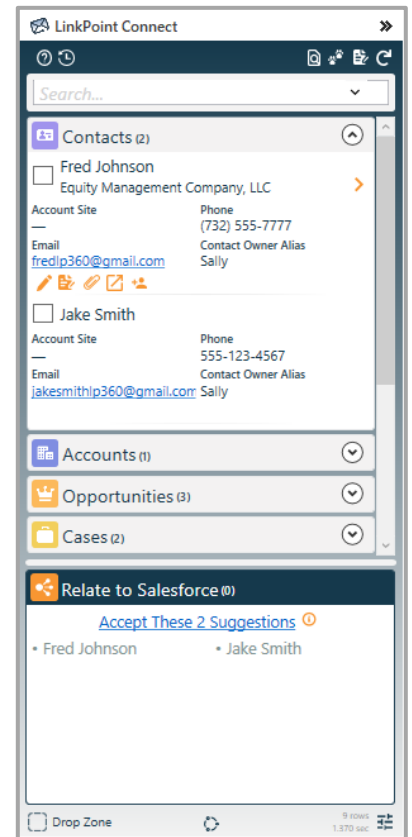 LinkPoint Connect
Search...
Contacts (2)
Fred Johnson
Equity Management Company, LLC
Account Site Phone
— (732) 555-7777
Email Contact Owner Alias
fredlp360@gmail.com Sally
Jake Smith
Account Site Phone
— 555-123-4567
Email Contact Owner Alias
jakesmithlp360@gmail.com Sally
Accounts (1)
Opportunities (3)
Cases (2)
Relate to Salesforce (0)
Accept These 2 Suggestions
• Fred Johnson • Jake Smith
Drop Zone 9 rows
1.370 sec